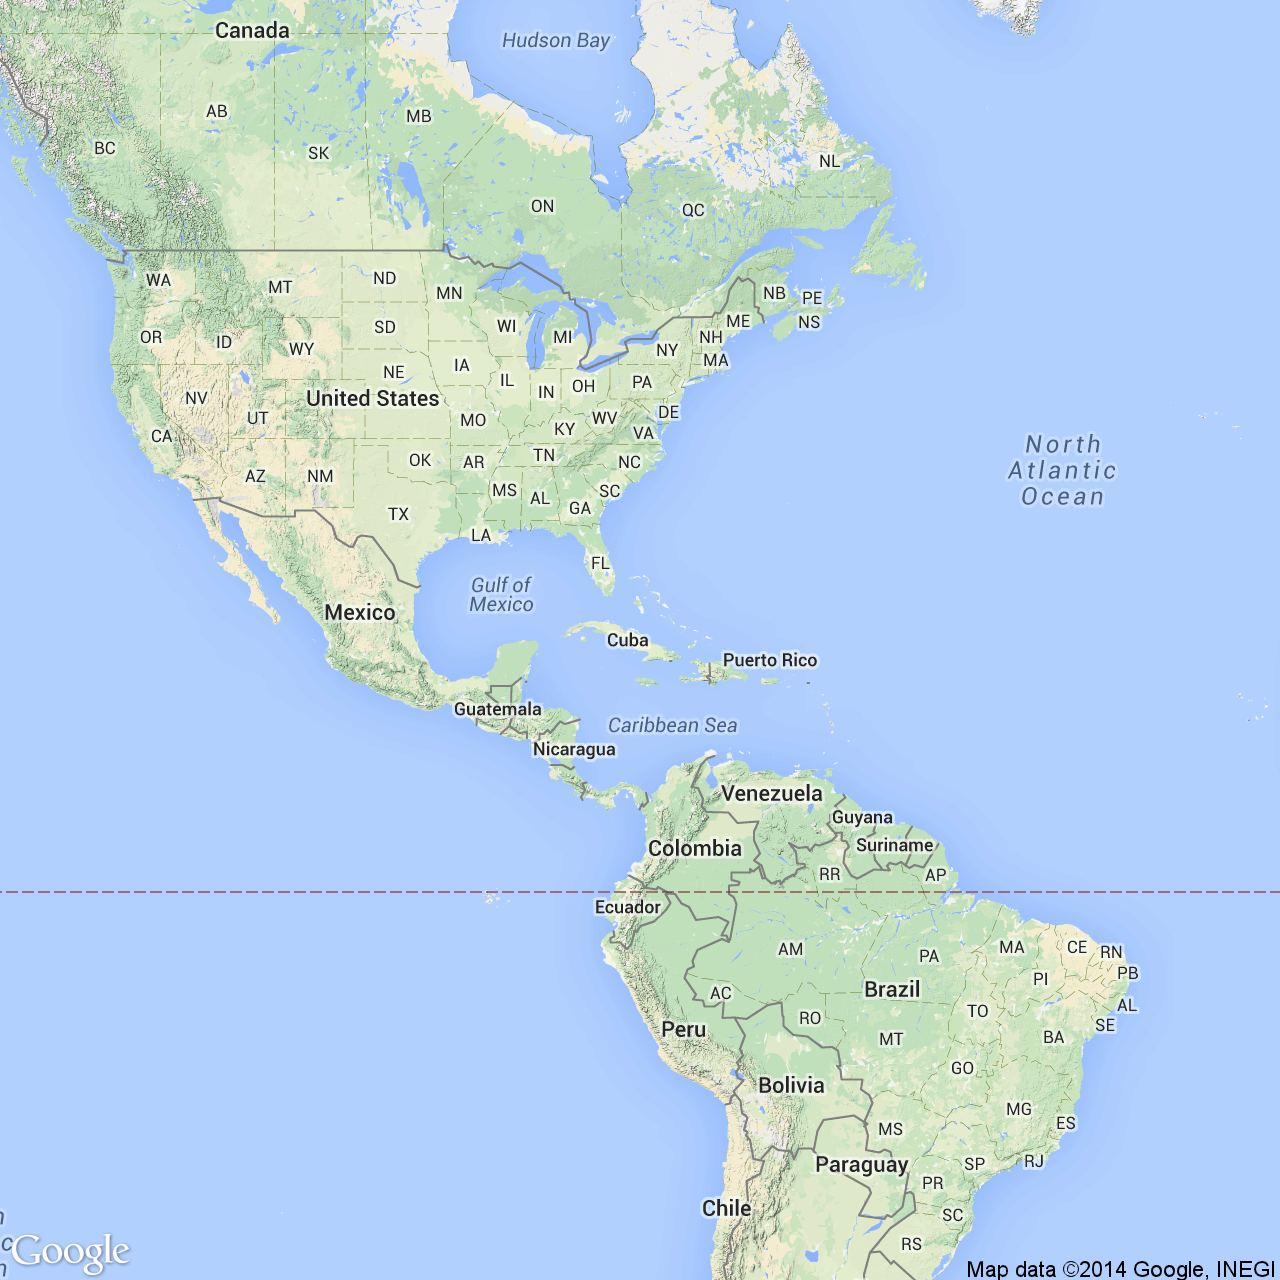 Canada
Hudson Bay
AB
MB
BC
SK
NL
ON
QC
WA
MT
ND
MN
NB
PE
NS
OR
ID
WY
SD
WI
MI
ME
NH
NY
MA
NV
UT
NE
IA
IL
IN
OH
PA
United States
CA
MO
KY
WV
DE
VA
AZ
NM
OK
AR
TN
NC
TX
MS
AL
GA
SC
LA
FL
North
Atlantic
Ocean
Gulf of
Mexico
Mexico
Cuba
Puerto Rico
Guatemala
Caribbean Sea
Nicaragua
Venezuela
Guyana
Suriname
Colombia
RR
AP
Ecuador
AM
PA
MA
CE
RN
PI
PB
AC
Brazil
TO
AL
RO
SE
Peru
MT
BA
Bolivia
GO
MG
ES
MS
Paraguay
SP
RJ
PR
Chile
SC
RS
Google
Map data ©2014 Google, INEGI